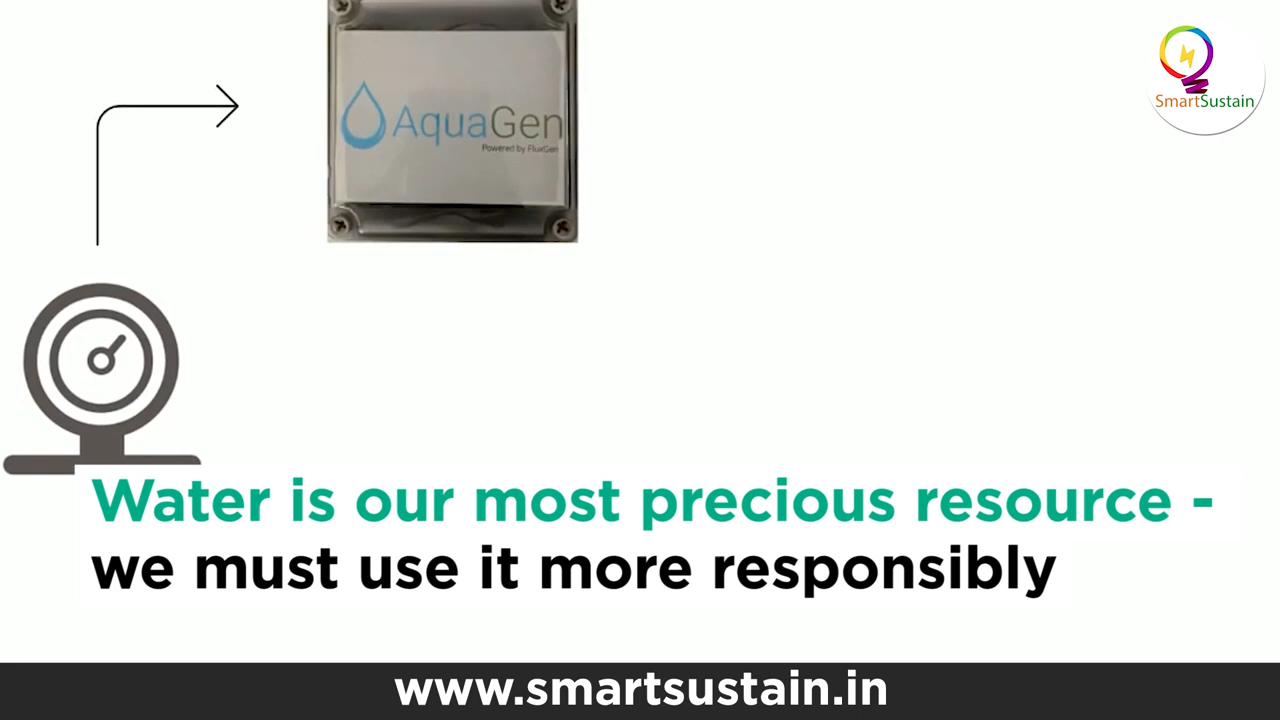 AquaGen
Powered by FluxGen
SmartSustain
Water is our most precious resource -
we must use it more responsibly
www.smartsustain.in